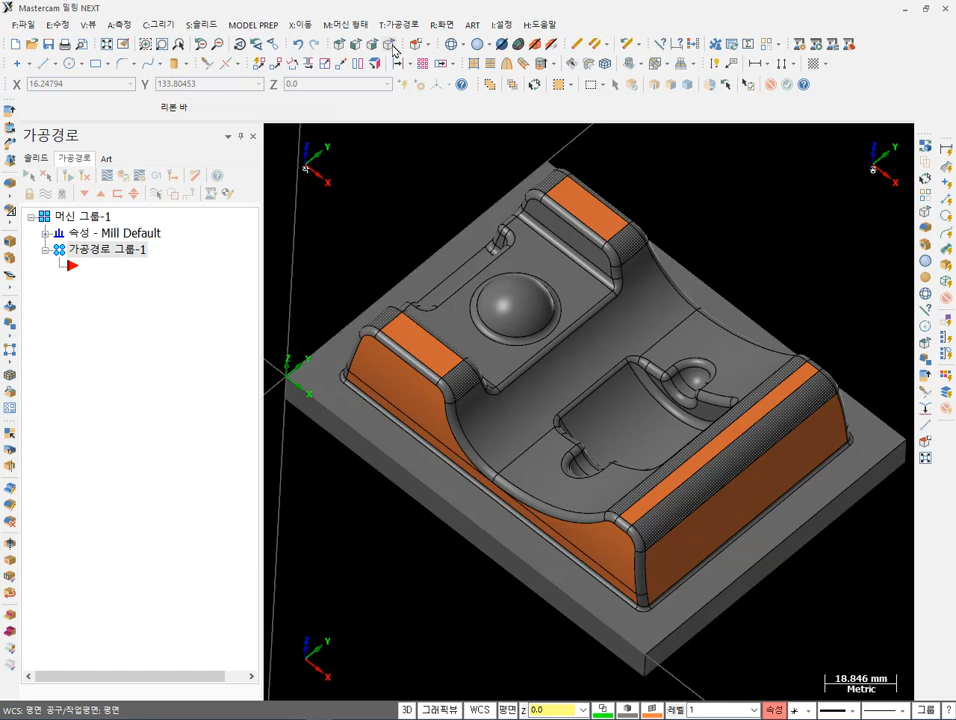 Mastercam 밀링 NEXT
F:파일 E:수정 V:뷰 A:측정 C:그리기 S:솔리드 MODEL PREP X:이동 M:머신 형태 T:가공경로 R:화면 ART I:설정 H:도움말
X 16.24794 Y 133.80453 Z 0.0
리본 바
가공경로
솔리드 가공경로 Art
G1
머신 그룹-1
속성 - Mill Default
가공경로 그룹-1
Z Y X
Y X
Z Y X
Y X
18.846 mm
Metric
WCS: 평면 공구/작업평면: 평면 3D 그래픽뷰 WCS 평면 Z 0.0 레벨 1 속성 그룹